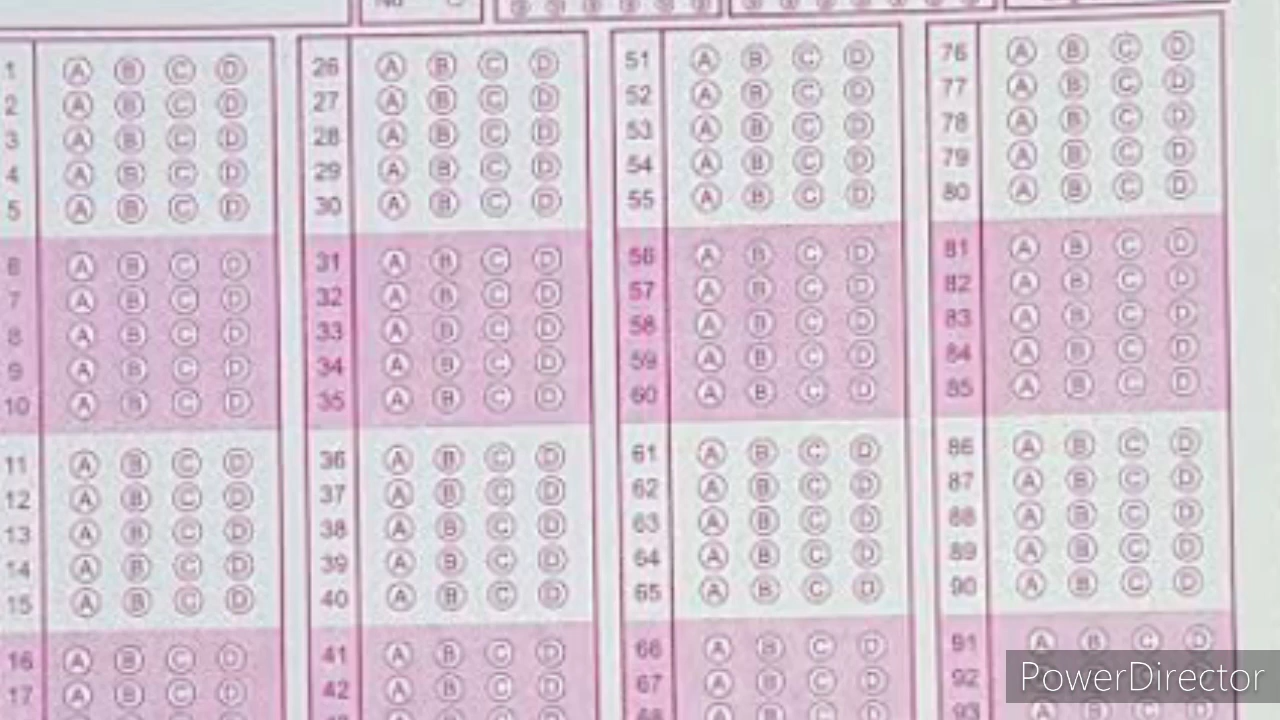 No
1 A B C D 26 A B C D 51 A B C D 76 A B C D
2 A B C D 27 A B C D 52 A B C D 77 A B C D
3 A B C D 28 A B C D 53 A B C D 78 A B C D
4 A B C D 29 A B C D 54 A B C D 79 A B C D
5 A B C D 30 A B C D 55 A B C D 80 A B C D
6 A B C D 31 A B C D 56 A B C D 81 A B C D
7 A B C D 32 A B C D 57 A B C D 82 A B C D
8 A B C D 33 A B C D 58 A B C D 83 A B C D
9 A B C D 34 A B C D 59 A B C D 84 A B C D
10 A B C D 35 A B C D 60 A B C D 85 A B C D
11 A B C D 36 A B C D 61 A B C D 86 A B C D
12 A B C D 37 A B C D 62 A B C D 87 A B C D
13 A B C D 38 A B C D 63 A B C D 88 A B C D
14 A B C D 39 A B C D 64 A B C D 89 A B C D
15 A B C D 40 A B C D 65 A B C D 90 A B C D
16 A B C D 41 A B C D 66 A B C D 91 A B C D
17 A B C D 42 A B C D 67 A B C D 92
PowerDirector